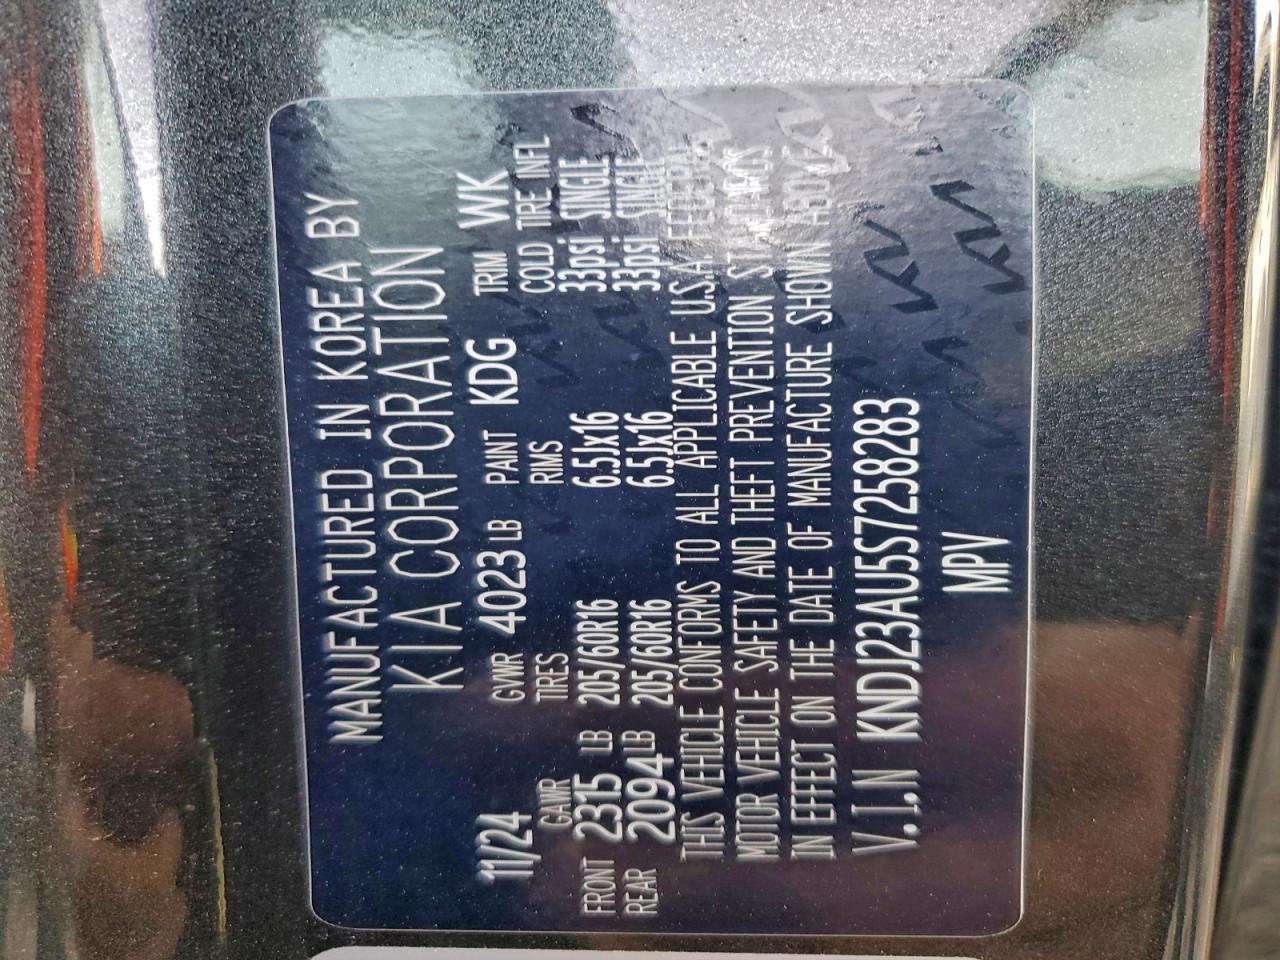 MANUFACTURED IN KOREA BY
KIA CORPORATION
11/24 GVWR 4023 LB PAINT KDG TRIM WK
GAWR TIRES RIMS COLD TIRE INFL
FRONT 2315 LB 205/60R16 6.5Jx16 33psi SINGLE
REAR 2094 LB 205/60R16 6.5Jx16 33psi SINGLE
THIS VEHICLE CONFORMS TO ALL APPLICABLE U.S.A. FEDERAL
MOTOR VEHICLE SAFETY AND THEFT PREVENTION STANDARDS
IN EFFECT ON THE DATE OF MANUFACTURE SHOWN ABOVE
V.I.N KNDJ23AU5S7258283
MPV